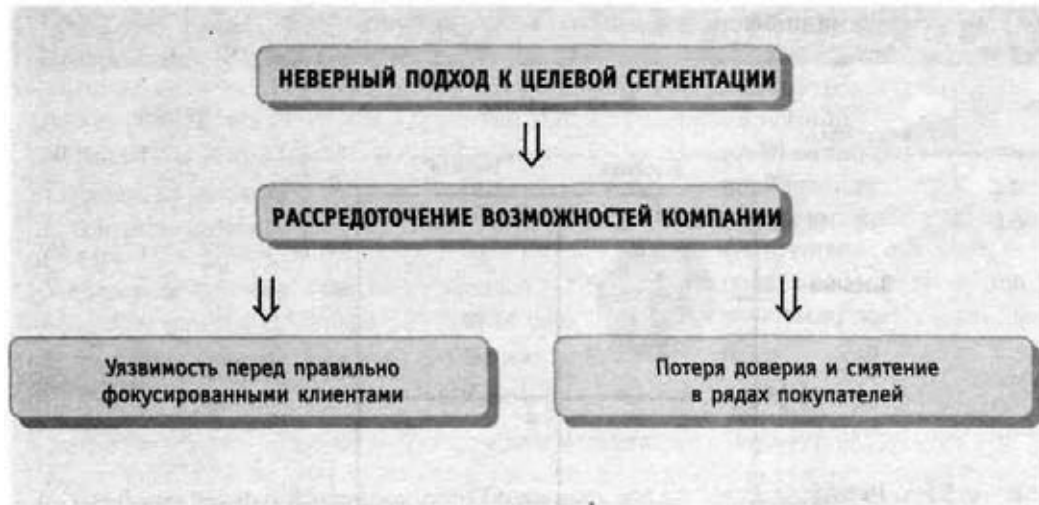 НЕВЕРНЫЙ ПОДХОД К ЦЕЛЕВОЙ СЕГМЕНТАЦИИ
РАССРЕДОТОЧЕНИЕ ВОЗМОЖНОСТЕЙ КОМПАНИИ
Уязвимость перед правильно
фокусированными клиентами
Потеря доверия и смятение
в рядах покупателей